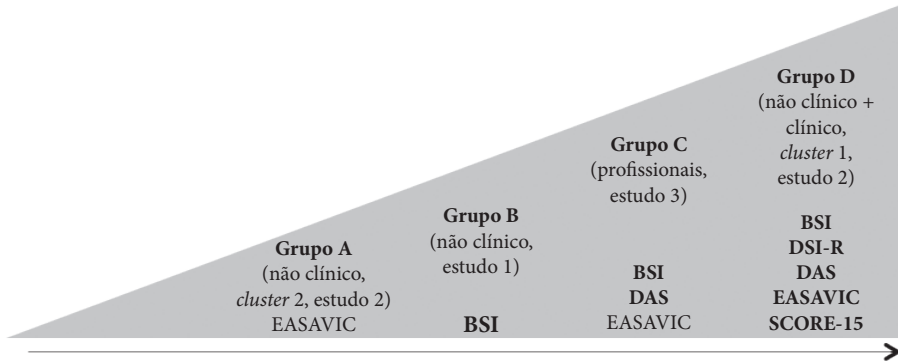 Grupo A
(não clínico,
cluster 2, estudo 2)
EASAVIC
Grupo B
(não clínico,
estudo 1)
BSI
Grupo C
(profissionais,
estudo 3)
BSI
DAS
EASAVIC
Grupo D
(não clínico +
clínico,
cluster 1,
estudo 2)
BSI
DSI-R
DAS
EASAVIC
SCORE-15